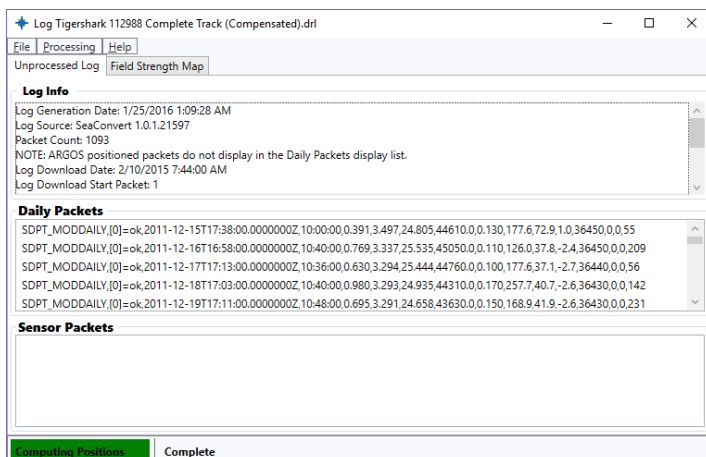 Log Tigershark 112988 Complete Track (Compensated).drl
File Processing Help
Unprocessed Log Field Strength Map
Log Info
Log Generation Date: 1/25/2016 1:09:28 AM
Log Source: SeaConvert 1.0.1.21597
Packet Count: 1093
NOTE: ARGOS positioned packets do not display in the Daily Packets display list.
Log Download Date: 2/10/2015 7:44:00 AM
Log Download Start Packet: 1
Daily Packets
SDPT_MODDAILY,[0]=ok,2011-12-15T17:38:00.0000000Z,10:00:00,0.391,3.497,24.805,44610.0,0.130,177.6,72.9,1.0,36450,0,0,55
SDPT_MODDAILY,[0]=ok,2011-12-16T16:58:00.0000000Z,10:40:00,0.769,3.337,25.535,45050.0,0.110,126.0,37.8,-2.4,36450,0,0,209
SDPT_MODDAILY,[0]=ok,2011-12-17T17:13:00.0000000Z,10:36:00,0.630,3.294,25.444,44760.0,0.100,177.6,37.1,-2.7,36440,0,0,56
SDPT_MODDAILY,[0]=ok,2011-12-18T17:03:00.0000000Z,10:40:00,0.980,3.293,24.935,44310.0,0.170,257.7,40.7,-2.6,36430,0,0,142
SDPT_MODDAILY,[0]=ok,2011-12-19T17:11:00.0000000Z,10:48:00,0.695,3.291,24.658,43630.0,0.150,168.9,41.9,-2.6,36430,0,0,231
Sensor Packets
Computing Positions Complete